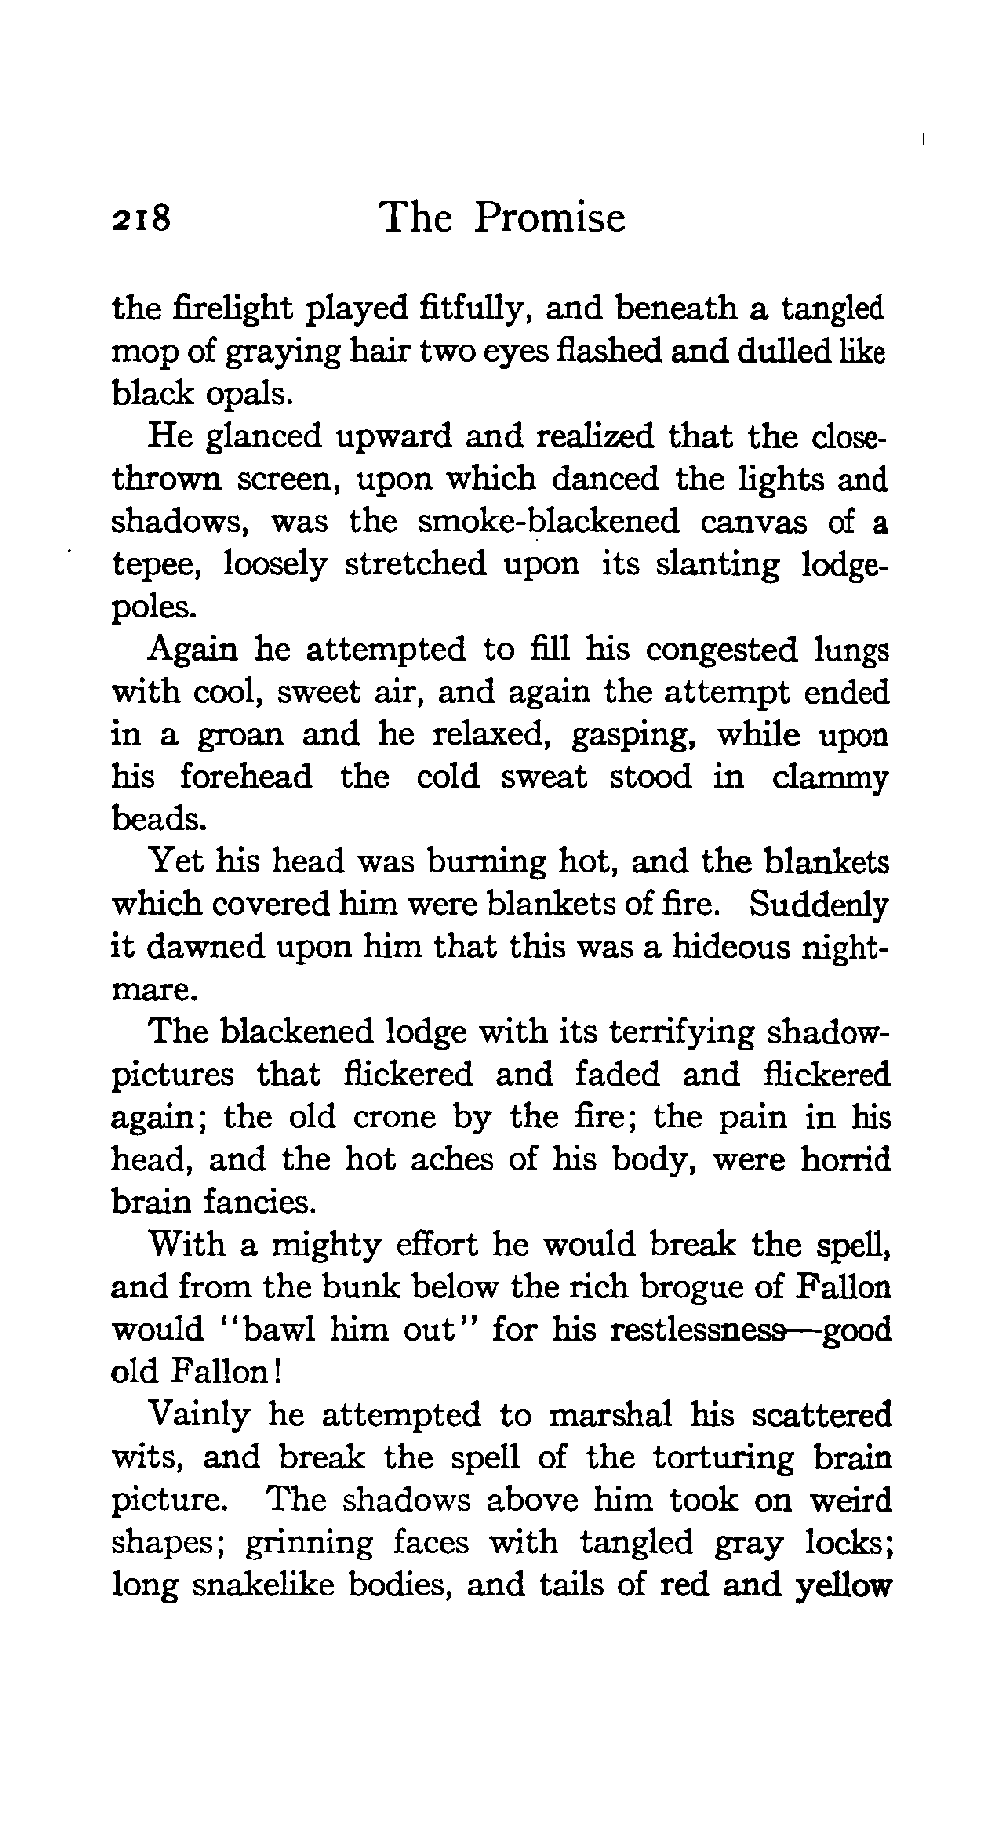 218 The Promise
the firelight played fitfully, and beneath a tangled
mop of graying hair two eyes flashed and dulled like
black opals.
He glanced upward and realized that the close-
thrown screen, upon which danced the lights and
shadows, was the smoke-blackened canvas of a
tepee, loosely stretched upon its slanting lodge-
poles.
Again he attempted to fill his congested lungs
with cool, sweet air, and again the attempt ended
in a groan and he relaxed, gasping, while upon
his forehead the cold sweat stood in clammy
beads.
Yet his head was burning hot, and the blankets
which covered him were blankets of fire. Suddenly
it dawned upon him that this was a hideous night-
mare.
The blackened lodge with its terrifying shadow-
pictures that flickered and faded and flickered
again; the old crone by the fire; the pain in his
head, and the hot aches of his body, were horrid
brain fancies.
With a mighty effort he would break the spell,
and from the bunk below the rich brogue of Fallon
would "bawl him out" for his restlessness—good
old Fallon!
Vainly he attempted to marshal his scattered
wits, and break the spell of the torturing brain
picture. The shadows above him took on weird
shapes; grinning faces with tangled gray locks;
long snakelike bodies, and tails of red and yellow